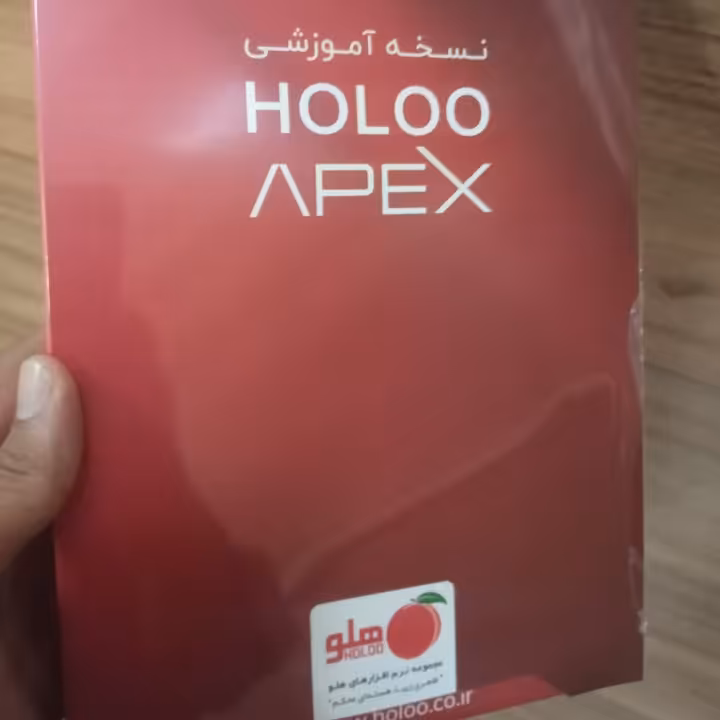 نسخه آموزشی
HOLOO
APEX
هلو
HOLOO
مجموعه نرم افزارهای هلو
holoo.co.ir